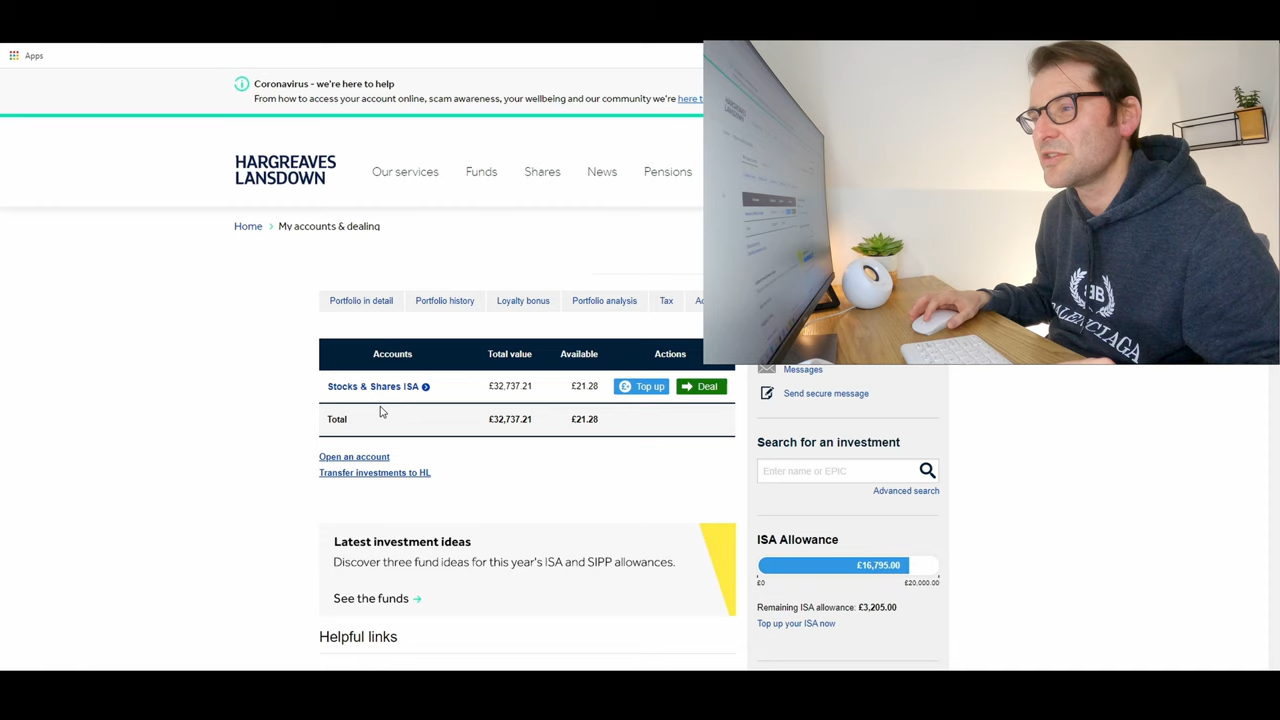 Apps
Coronavirus - we're here to help
From how to access your account online, scam awareness, your wellbeing and our community we're here t
HARGREAVES
LANSDOWN
Our services
Funds
Shares
News
Pensions
Home > My accounts & dealing
Portfolio in detail
Portfolio history
Loyalty bonus
Portfolio analysis
Tax
Accounts
Total value
Available
Actions
Stocks & Shares ISA
£32,737.21
£21.28
Top up
Deal
Total
£32,737.21
£21.28
Open an account
Transfer investments to HL
Latest investment ideas
Discover three fund ideas for this year's ISA and SIPP allowances.
See the funds →
Helpful links
Messages
Send secure message
Search for an investment
Enter name or EPIC
Advanced search
ISA Allowance
£16,795.00
£0
£20,000.00
Remaining ISA allowance: £3,205.00
Top up your ISA now
BB
BALENCIAGA